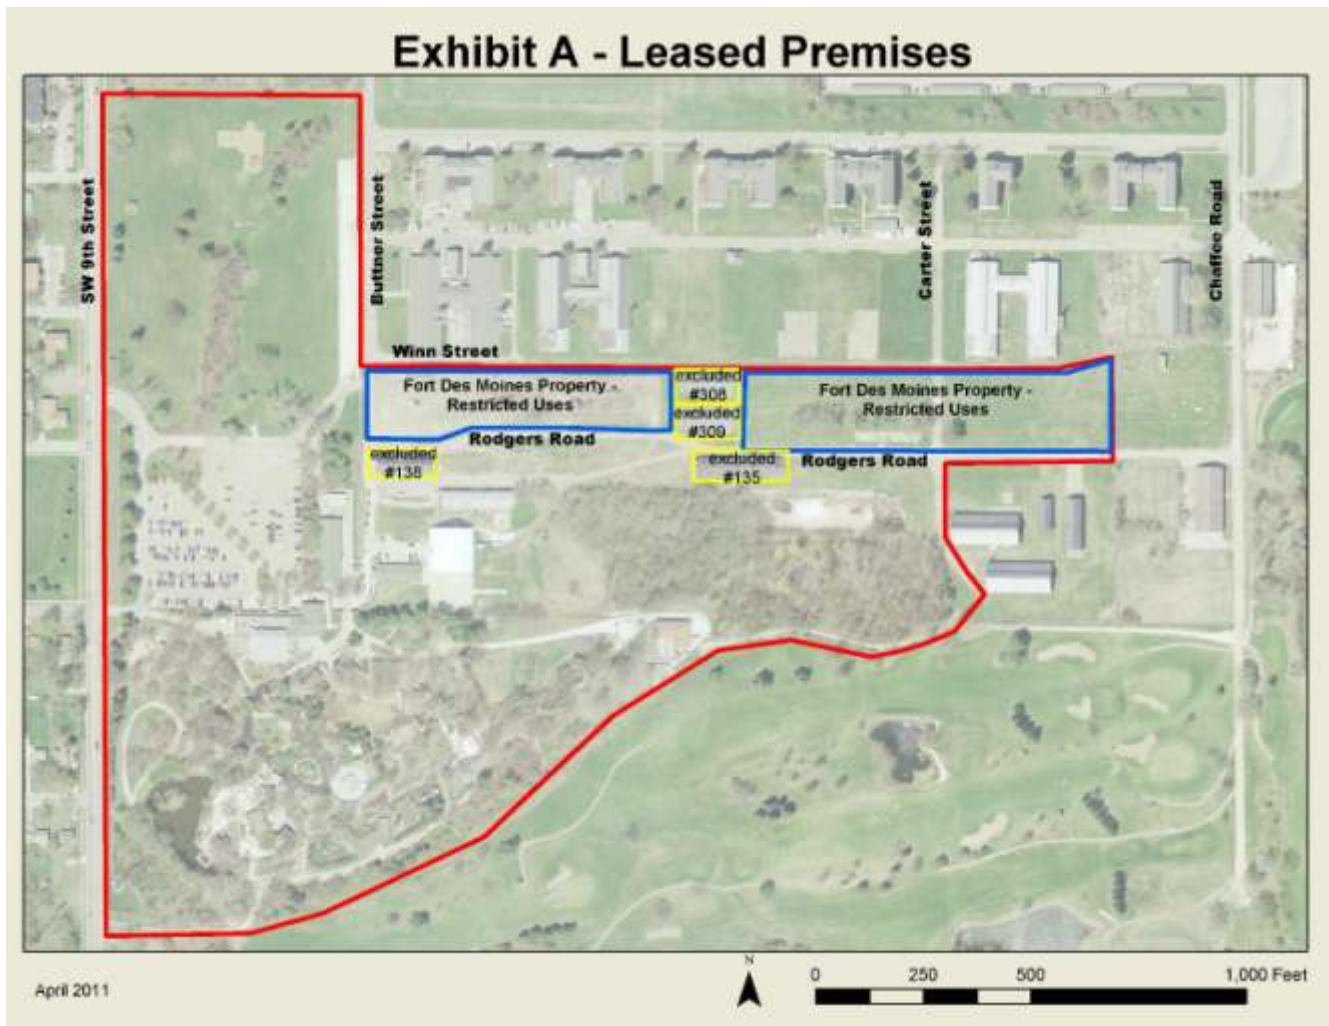 Exhibit A - Leased Premises
SW 9th Street
Buttner Street
Carter Street
Chaffee Road
Winn Street
Fort Des Moines Property -
Restricted Uses
excluded
#308
excluded
#309
Fort Des Moines Property -
Restricted Uses
Rodgers Road
excluded
#138
excluded
#135
Rodgers Road
April 2011
N
0 250 500 1,000 Feet